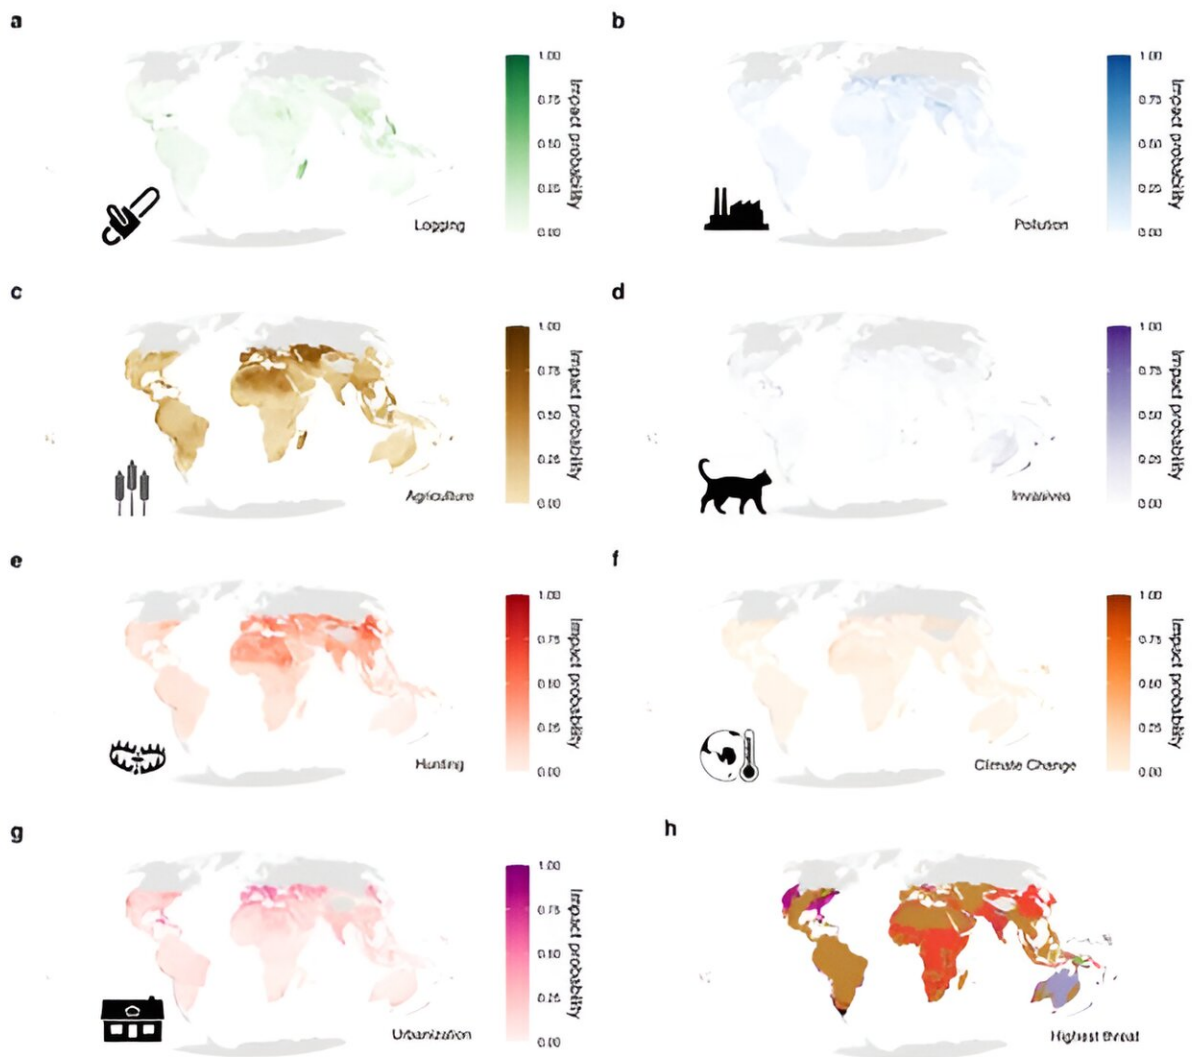 a
1.00
0.75
0.50
0.25
0.00
Impact probability
Logging
b
1.00
0.75
0.50
0.25
0.00
Impact probability
Pollution
c
1.00
0.75
0.50
0.25
0.00
Impact probability
Agriculture
d
1.00
0.75
0.50
0.25
0.00
Impact probability
Invasives
e
1.00
0.75
0.50
0.25
0.00
Impact probability
Hunting
f
1.00
0.75
0.50
0.25
0.00
Impact probability
Climate Change
g
1.00
0.75
0.50
0.25
0.00
Impact probability
Urbanization
h
Highest threat